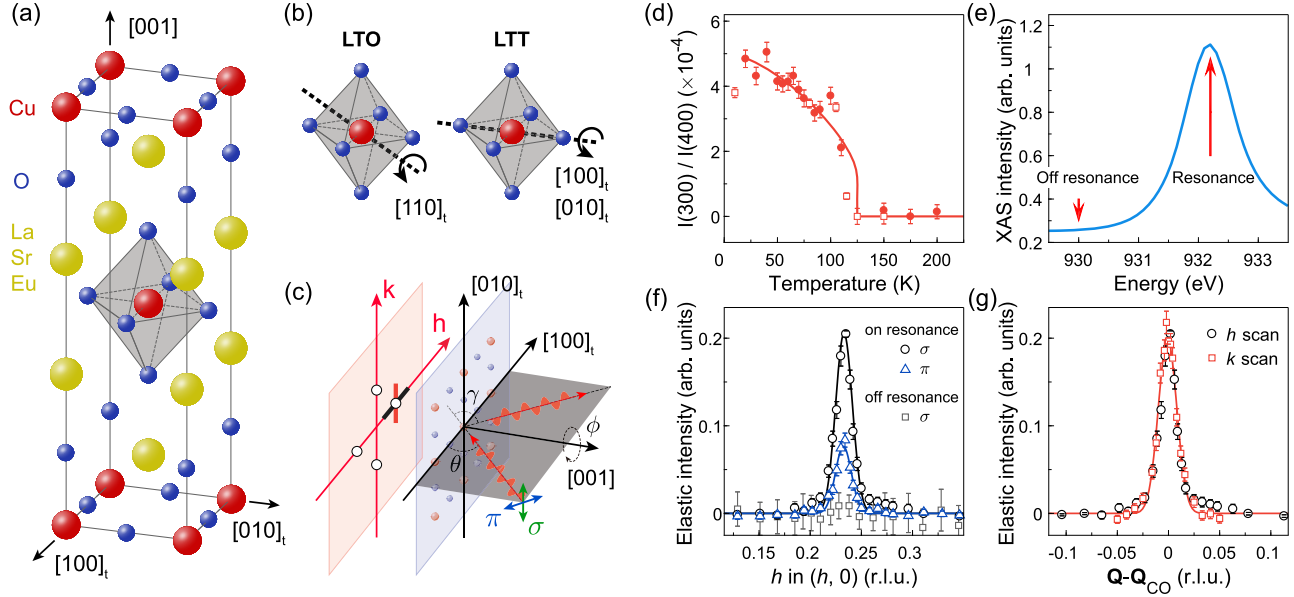 (a)
[001]
Cu
O
La
Sr
Eu
[010]t
[100]t
(b)
LTO
LTT
[110]t
[100]t
[010]t
(c)
k
h
[010]t
[100]t
γ
θ
ϕ
[001]
π
σ
(d)
I(300) / I(400) (× 10-4)
6
4
2
0
0
50
100
150
200
Temperature (K)
(e)
XAS intensity (arb. units)
1.2
1.0
0.8
0.6
0.4
0.2
Off resonance
Resonance
930
931
932
933
Energy (eV)
(f)
Elastic intensity (arb. units)
0.2
0.1
0
on resonance
σ
π
off resonance
σ
0.15
0.2
0.25
0.3
h in (h, 0) (r.l.u.)
(g)
Elastic intensity (arb. units)
0.2
0.1
0
h scan
k scan
-0.1
-0.05
0
0.05
0.1
Q-QCO (r.l.u.)